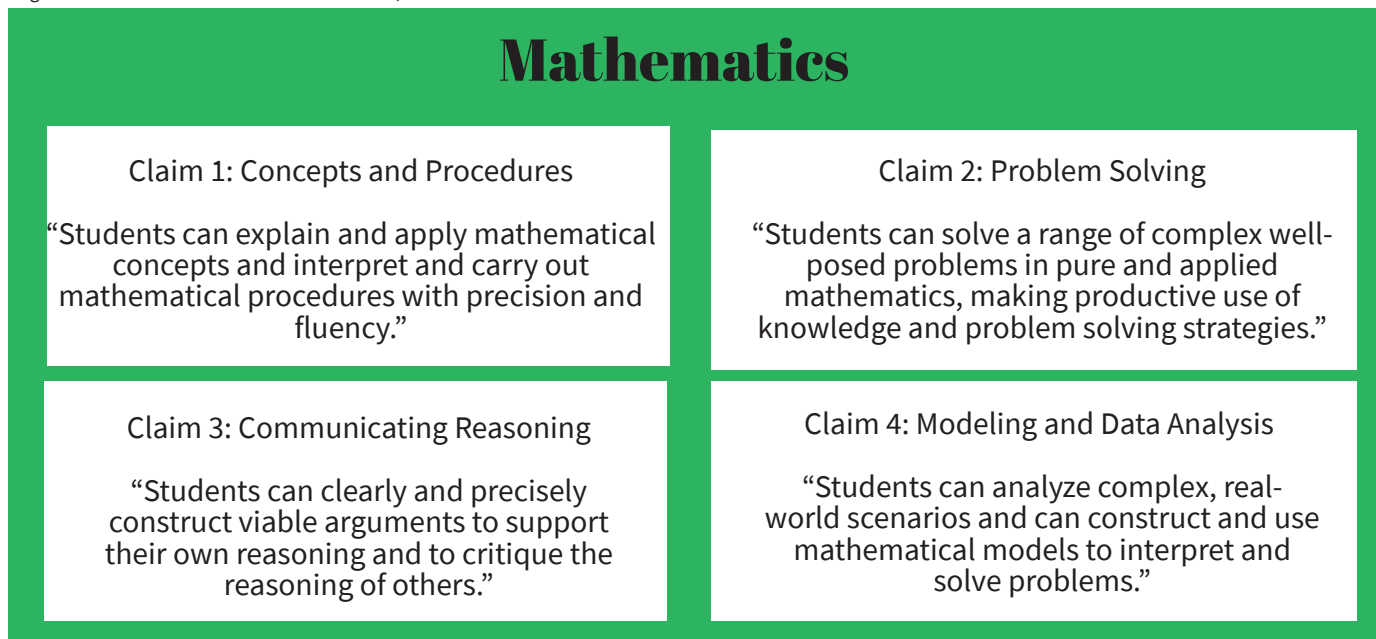 Mathematics
Claim 1: Concepts and Procedures
“Students can explain and apply mathematical
concepts and interpret and carry out
mathematical procedures with precision and
fluency.”
Claim 2: Problem Solving
“Students can solve a range of complex well-
posed problems in pure and applied
mathematics, making productive use of
knowledge and problem solving strategies.”
Claim 3: Communicating Reasoning
“Students can clearly and precisely
construct viable arguments to support
their own reasoning and to critique the
reasoning of others.”
Claim 4: Modeling and Data Analysis
“Students can analyze complex, real-
world scenarios and can construct and use
mathematical models to interpret and
solve problems.”